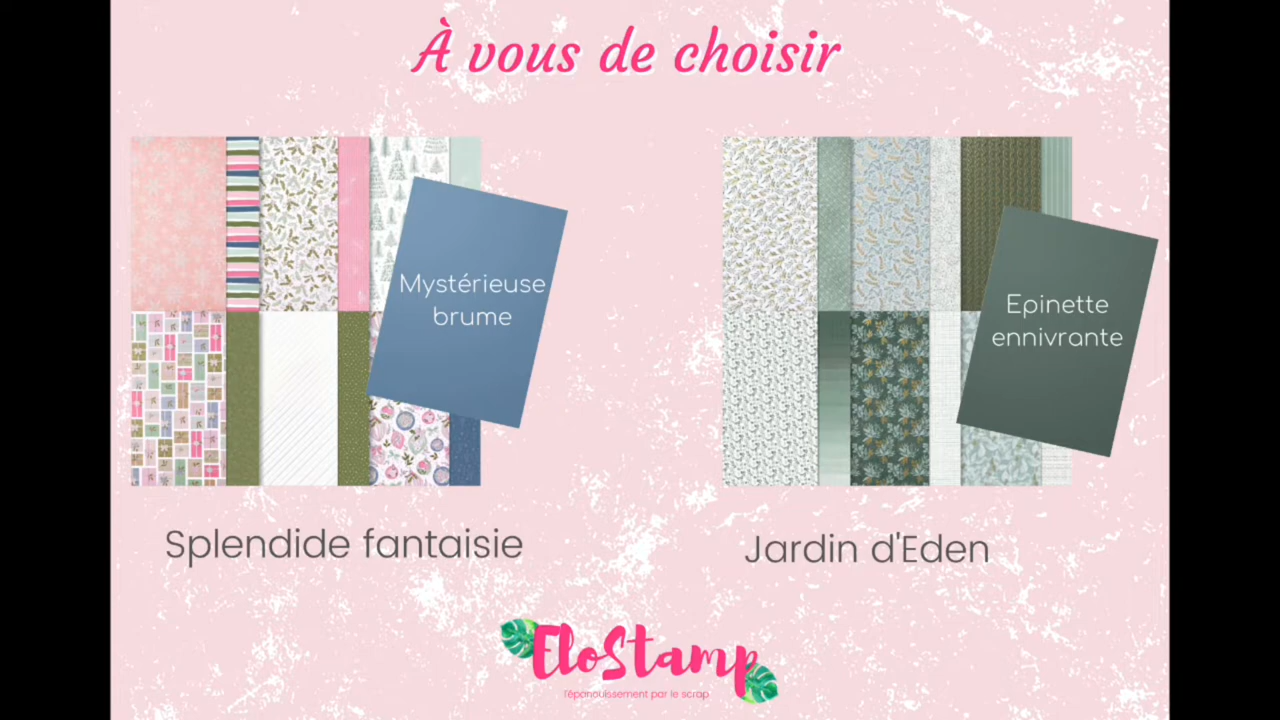 À vous de choisir
Mystérieuse
brume
Epinette
ennivrante
Splendide fantaisie
Jardin d'Eden
EloStamp
l'épanouissement par le scrap